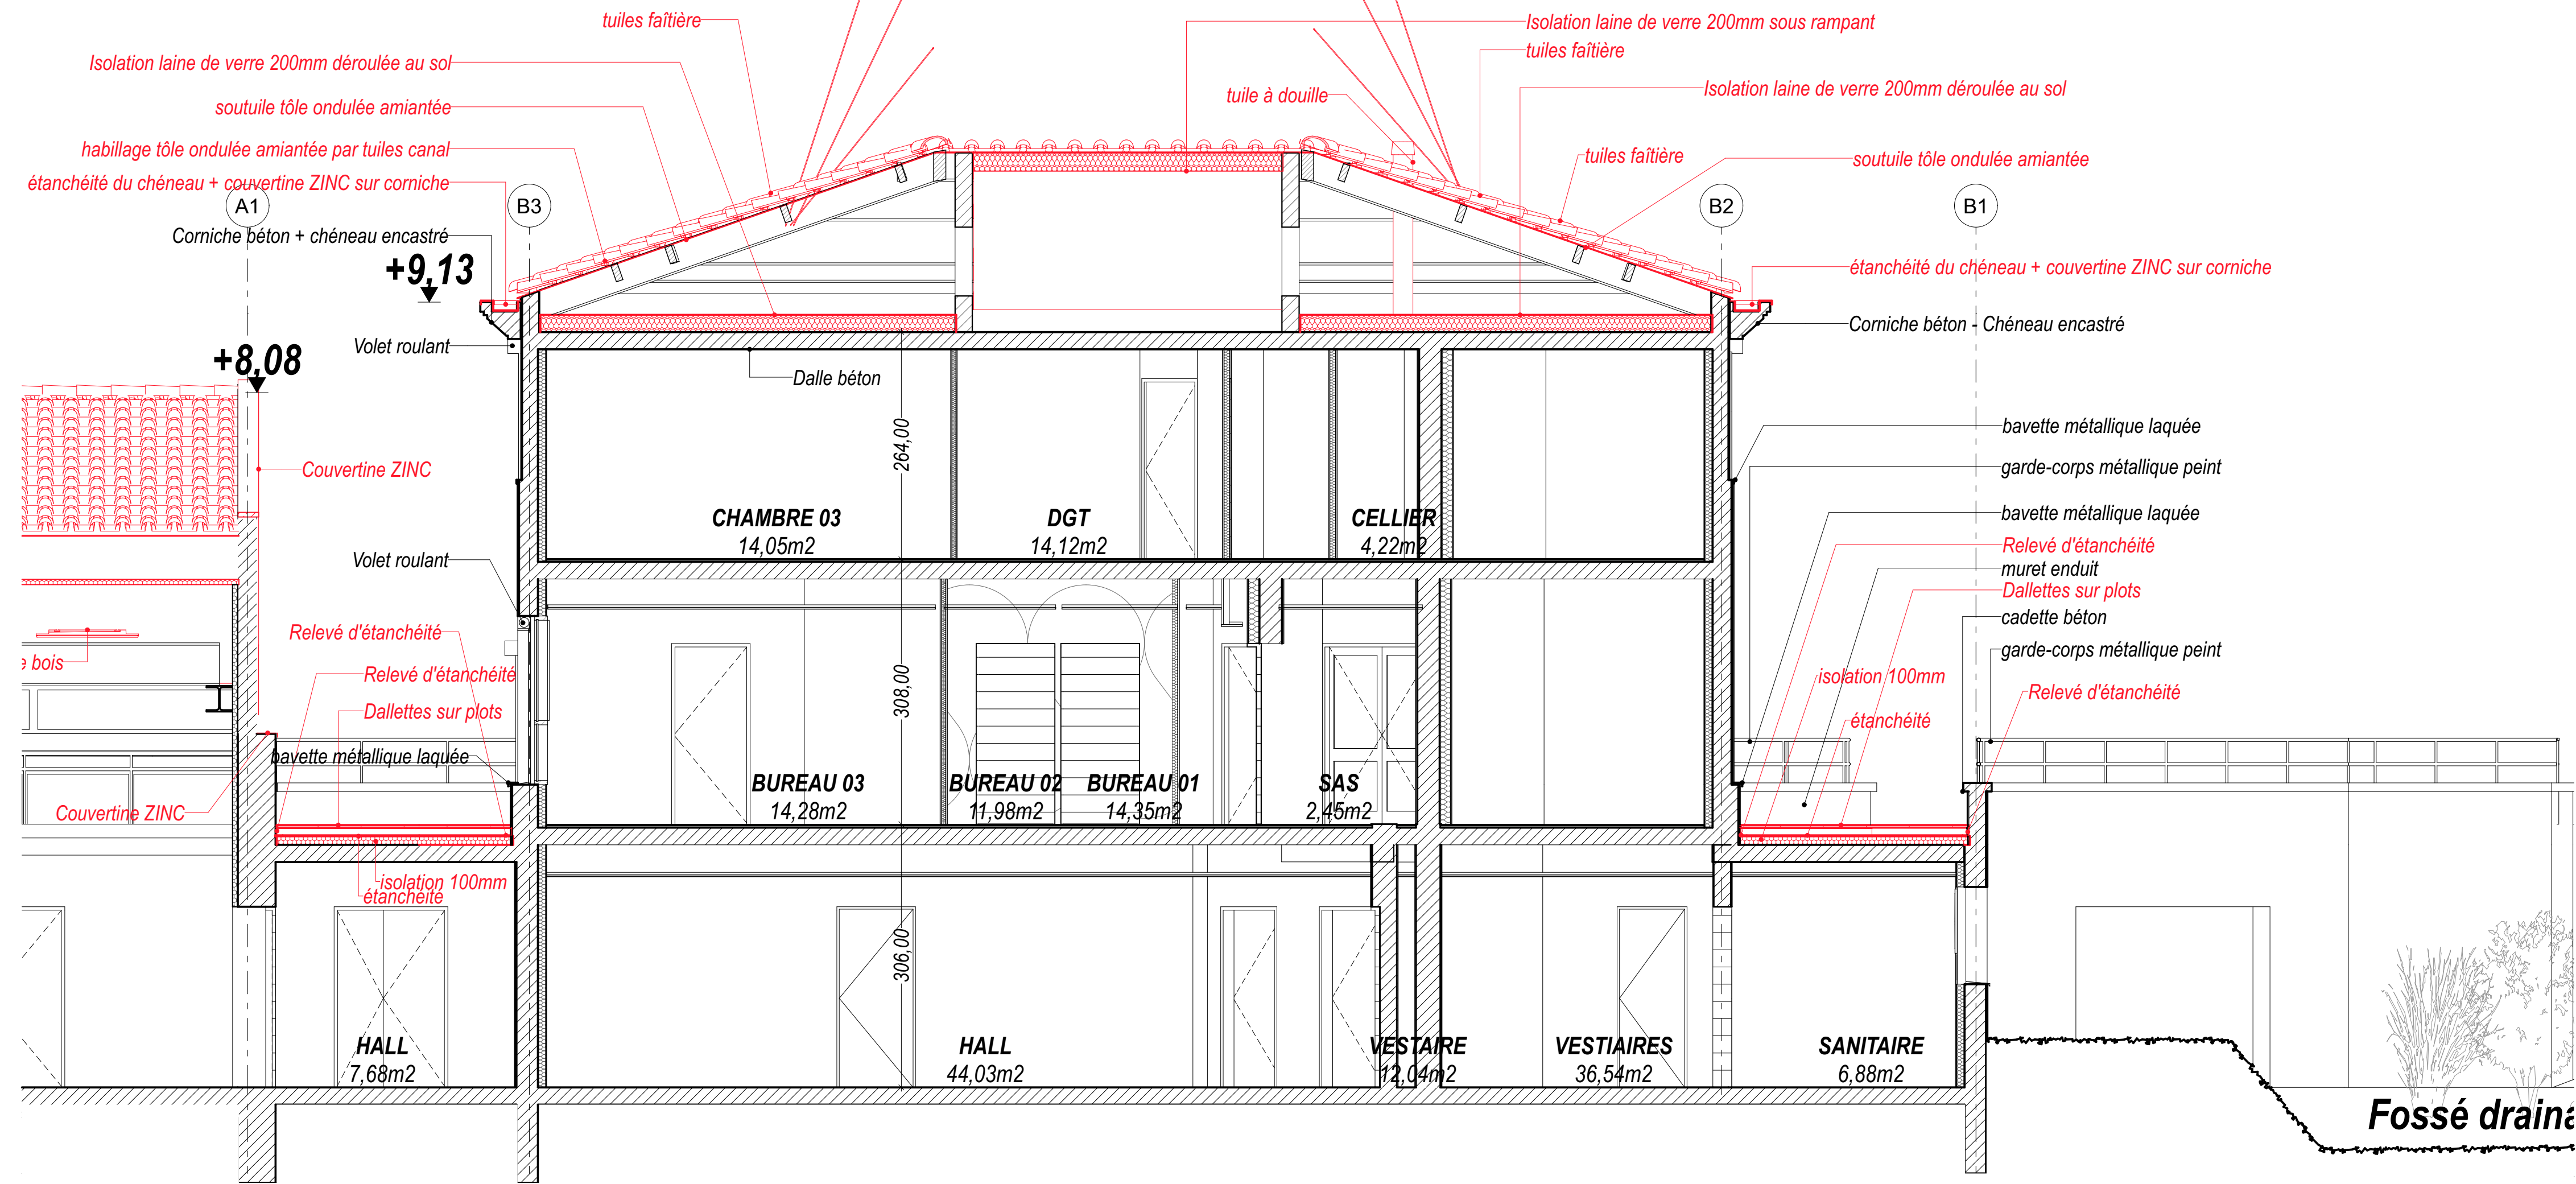 tuiles faîtière
Isolation laine de verre 200mm sous rampant
tuiles faîtière
Isolation laine de verre 200mm déroulée au sol
tuile à douille
Isolation laine de verre 200mm déroulée au sol
soutuile tôle ondulée amiantée
habillage tôle ondulée amiantée par tuiles canal
tuiles faîtière
soutuile tôle ondulée amiantée
étanchéité du chéneau + couvertine ZINC sur corniche
A1
B3
B2
B1
Corniche béton + chéneau encastré
+9,13
étanchéité du chéneau + couvertine ZINC sur corniche
Corniche béton - Chéneau encastré
Volet roulant
+8,08
Dalle béton
264,00
bavette métallique laquée
Couvertine ZINC
garde-corps métallique peint
CHAMBRE 03
14,05m2
DGT
14,12m2
CELLIER
4,22m2
bavette métallique laquée
Relevé d'étanchéité
Volet roulant
muret enduit
Dallettes sur plots
cadette béton
Relevé d'étanchéité
garde-corps métallique peint
e bois
Relevé d'étanchéité
isolation 100mm
Relevé d'étanchéité
308,00
Dallettes sur plots
étanchéité
bavette métallique laquée
BUREAU 03
14,28m2
BUREAU 02
11,98m2
BUREAU 01
14,35m2
SAS
2,45m2
Couvertine ZINC
isolation 100mm
étanchéité
306,00
HALL
7,68m2
HALL
44,03m2
VESTAIRE
12,04m2
VESTIAIRES
36,54m2
SANITAIRE
6,88m2
Fossé draina